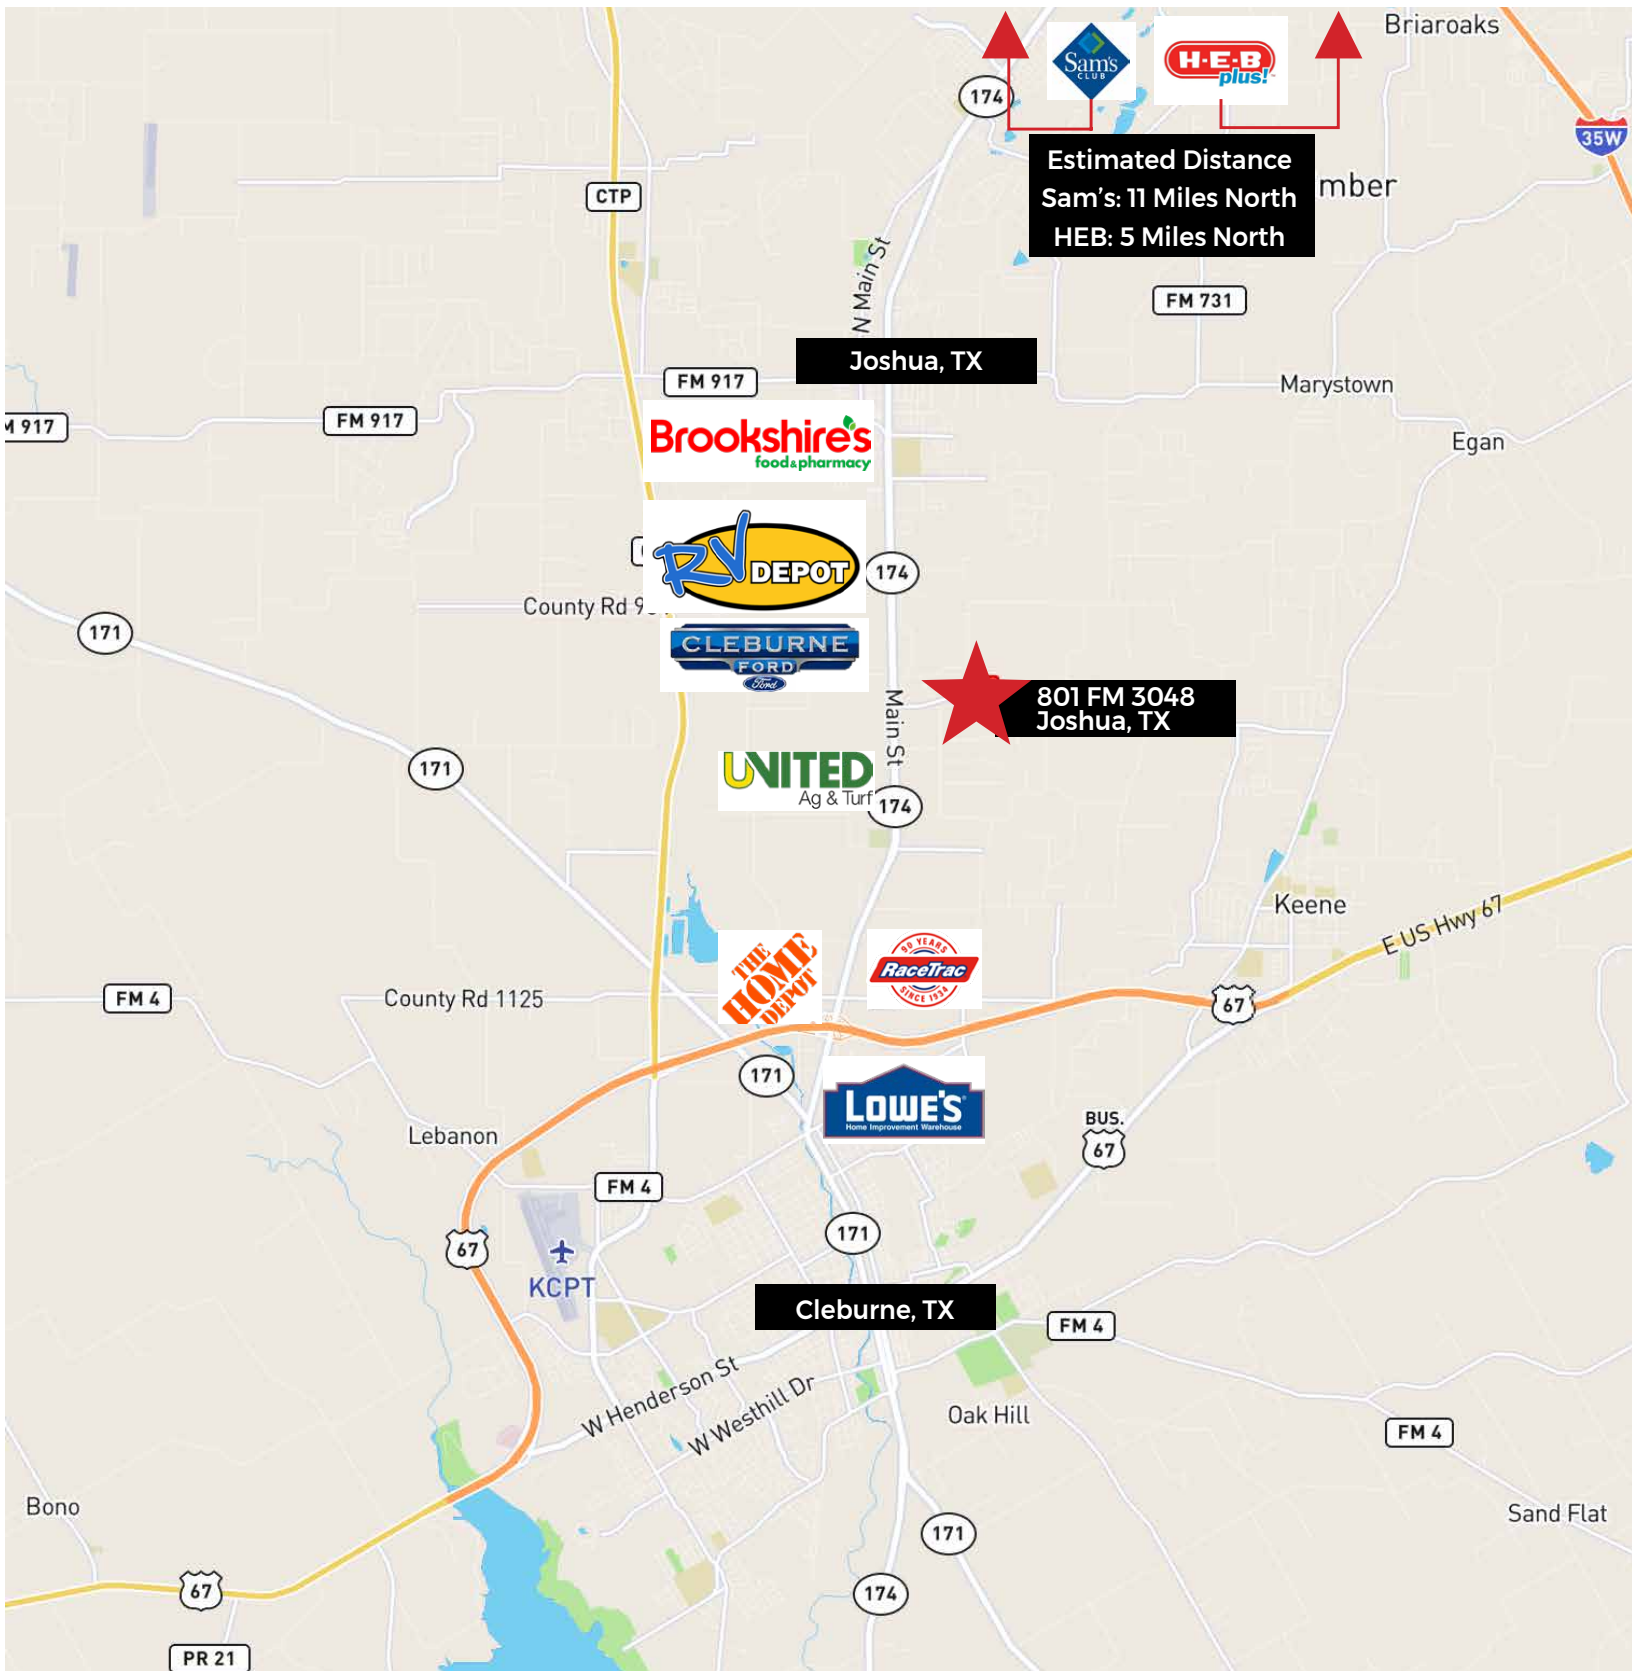 Briaroaks
Sam's
CLUB
H-E-B
plus!
174
35W
Estimated Distance
Sam's: 11 Miles North
HEB: 5 Miles North
mber
CTP
N Main St
FM 731
Joshua, TX
FM 917
Marystown
FM 917
M 917
Brookshire's
food & pharmacy
Egan
RV DEPOT
174
County Rd 9
171
CLEBURNE
FORD
Ford
801 FM 3048
Joshua, TX
Main St
171
UNITED
Ag & Turf
174
Keene
E US Hwy 67
THE
HOME
DEPOT
90 YEARS
RaceTrac
SINCE 1934
FM 4
County Rd 1125
67
171
LOWE'S
Home Improvement Warehouse
BUS.
67
Lebanon
FM 4
171
67
KCPT
Cleburne, TX
FM 4
W Henderson St
W Westhill Dr
Oak Hill
FM 4
Bono
Sand Flat
171
67
174
PR 21